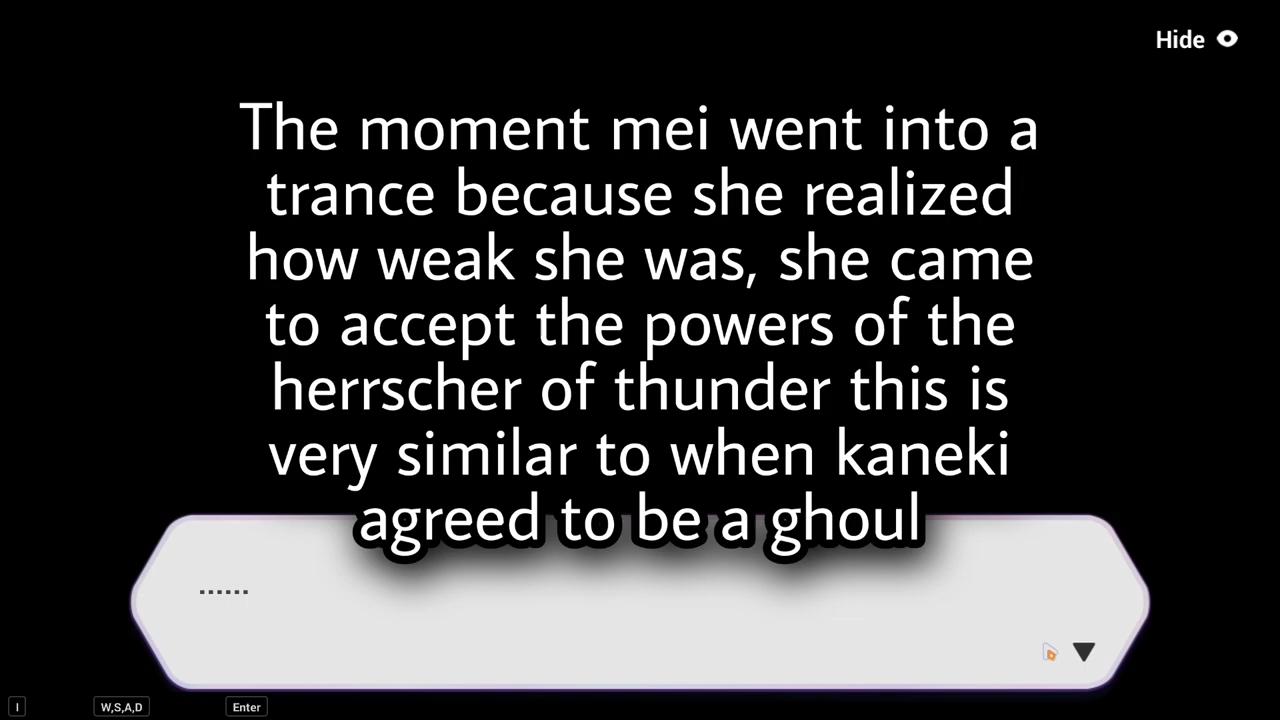 Hide
The moment mei went into a
trance because she realized
how weak she was, she came
to accept the powers of the
herrscher of thunder this is
very similar to when kaneki
agreed to be a ghoul
......
I
W,S,A,D
Enter